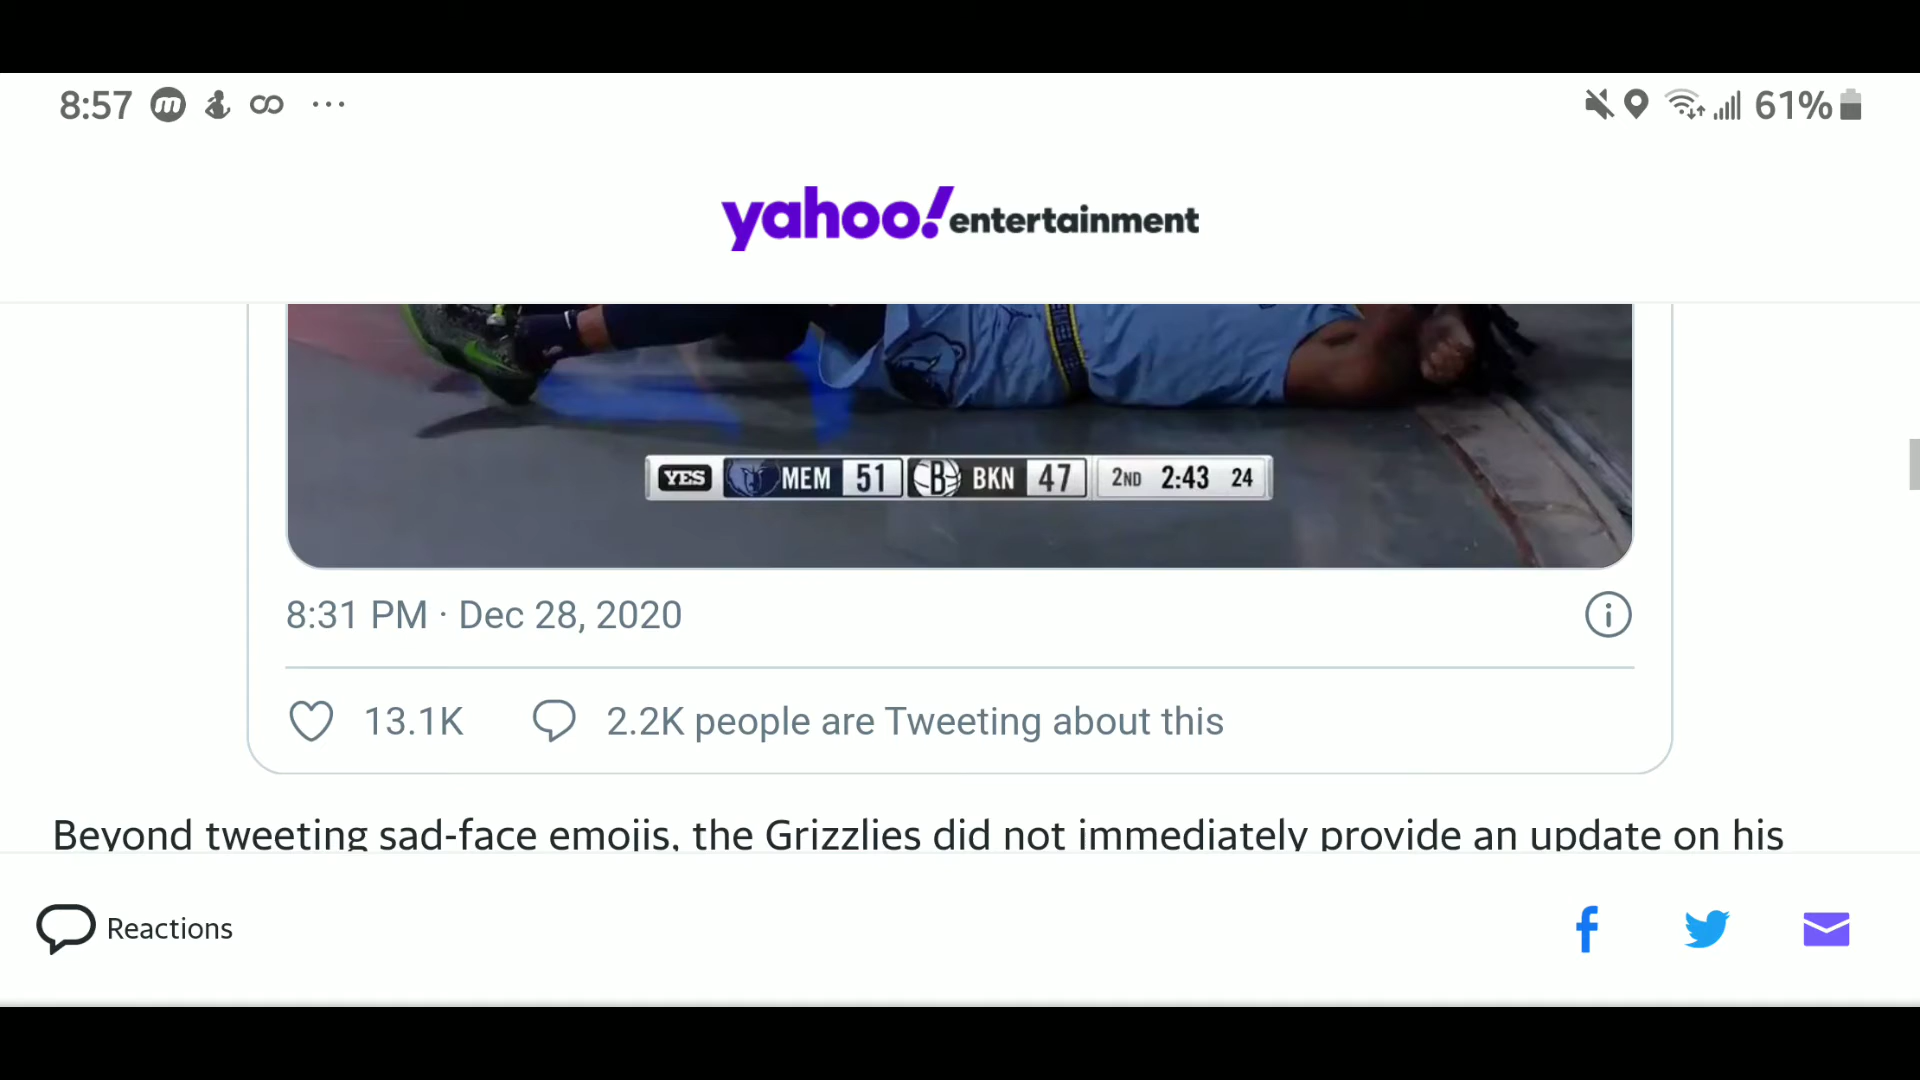 8:57
61%
yahoo!entertainment
YES MEM 51 B BKN 47 2ND 2:43 24
8:31 PM · Dec 28, 2020
13.1K 2.2K people are Tweeting about this
Beyond tweeting sad-face emojis, the Grizzlies did not immediately provide an update on his
Reactions